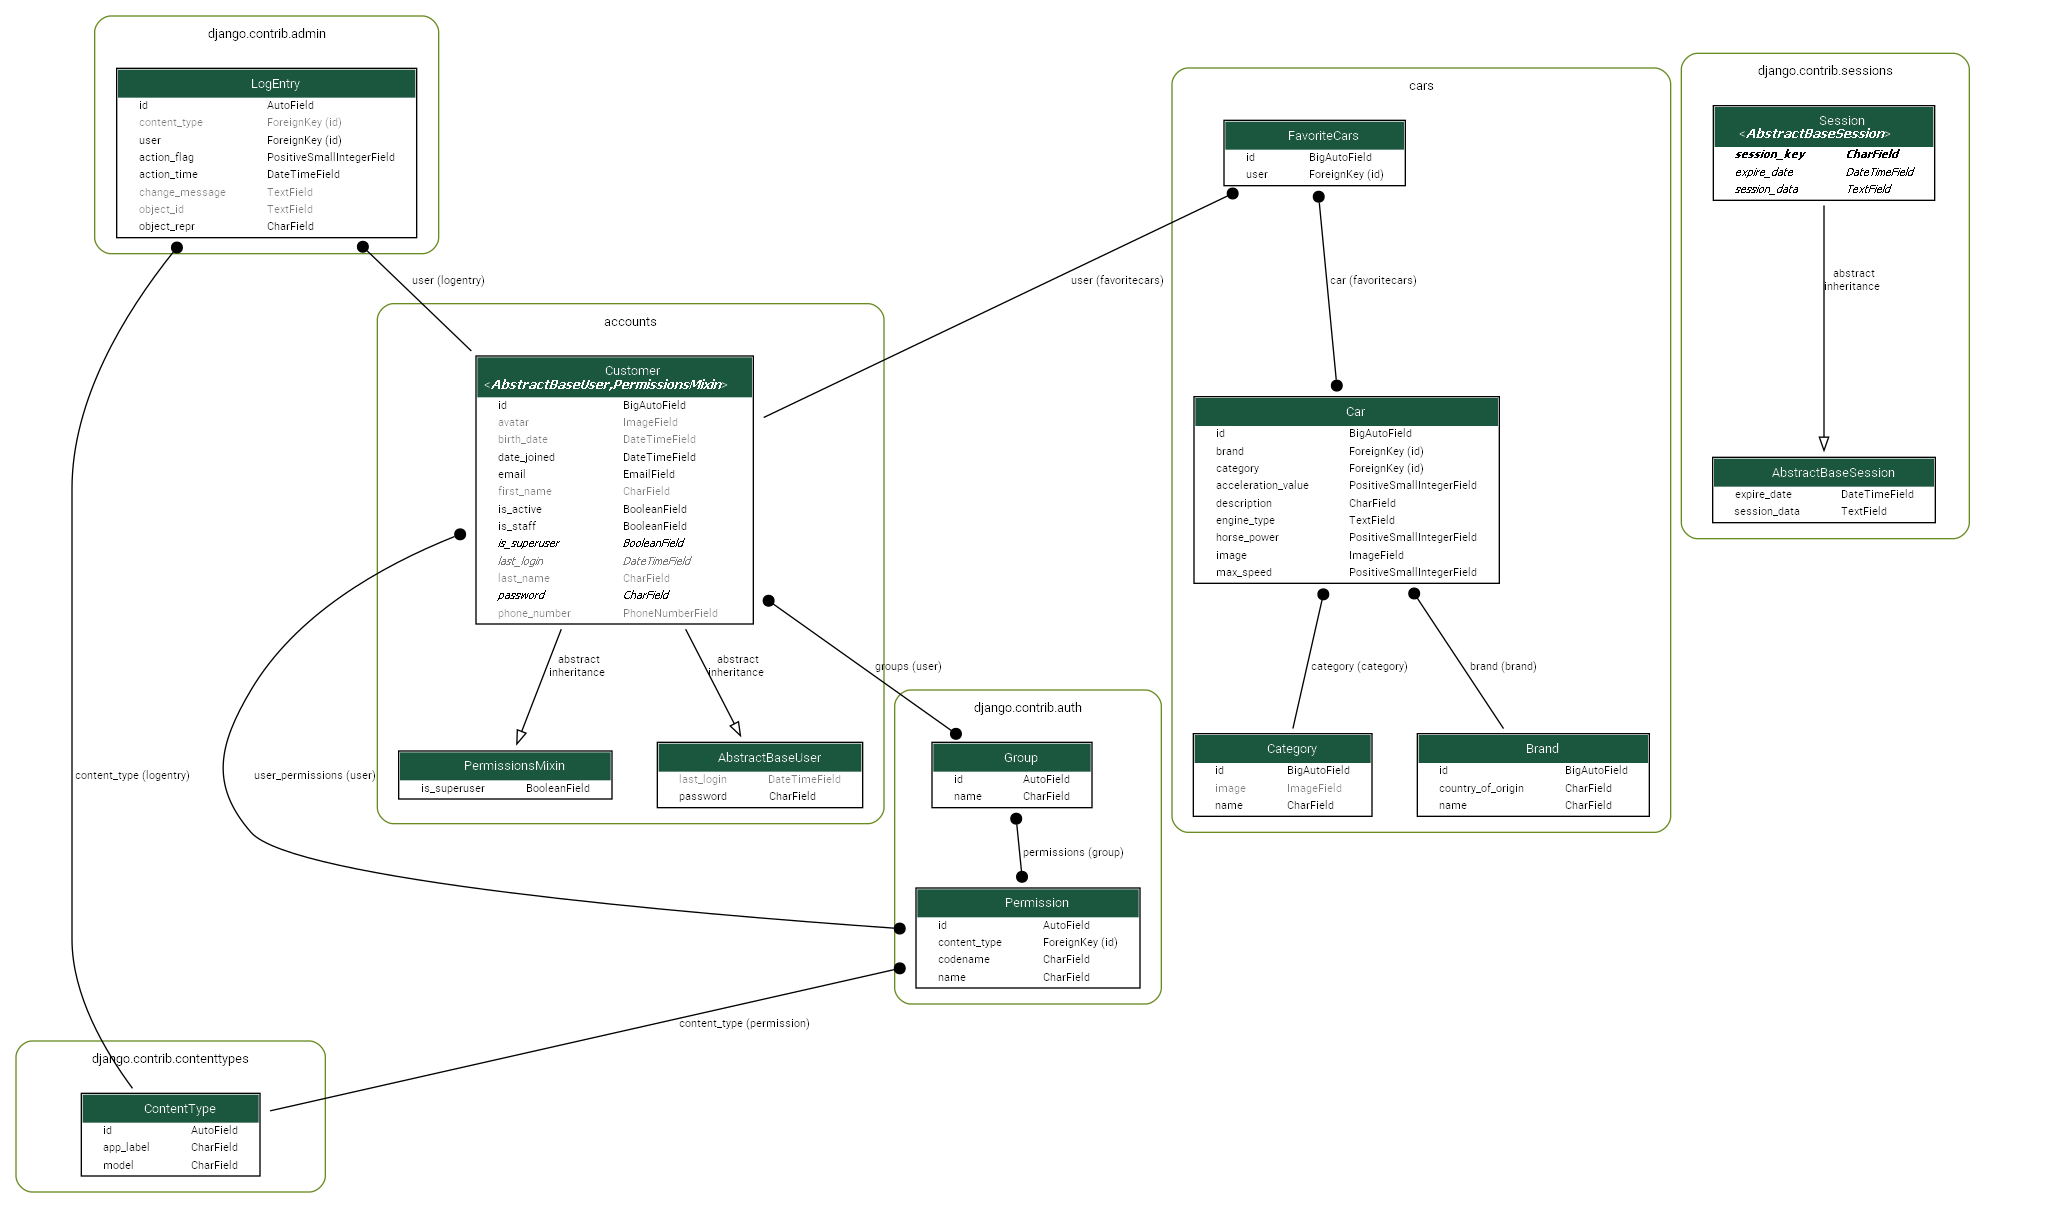 django.contrib.admin
LogEntry
id AutoField
content_type ForeignKey (id)
user ForeignKey (id)
action_flag PositiveSmallIntegerField
action_time DateTimeField
change_message TextField
object_id TextField
object_repr CharField
user (logentry)
accounts
Customer
<AbstractBaseUser,PermissionsMixin>
id BigAutoField
avatar ImageField
birth_date DateTimeField
date_joined DateTimeField
email EmailField
first_name CharField
is_active BooleanField
is_staff BooleanField
is_superuser BooleanField
last_login DateTimeField
last_name CharField
password CharField
phone_number PhoneNumberField
abstract
inheritance
abstract
inheritance
PermissionsMixin
is_superuser BooleanField
AbstractBaseUser
last_login DateTimeField
password CharField
content_type (logentry)
user_permissions (user)
groups (user)
django.contrib.auth
Group
id AutoField
name CharField
permissions (group)
Permission
id AutoField
content_type ForeignKey (id)
codename CharField
name CharField
content_type (permission)
django.contrib.contenttypes
ContentType
id AutoField
app_label CharField
model CharField
user (favoritecars)
cars
FavoriteCars
id BigAutoField
user ForeignKey (id)
car (favoritecars)
Car
id BigAutoField
brand ForeignKey (id)
category ForeignKey (id)
acceleration_value PositiveSmallIntegerField
description CharField
engine_type TextField
horse_power PositiveSmallIntegerField
image ImageField
max_speed PositiveSmallIntegerField
category (category)
brand (brand)
Category
id BigAutoField
image ImageField
name CharField
Brand
id BigAutoField
country_of_origin CharField
name CharField
django.contrib.sessions
Session
<AbstractBaseSession>
session_key CharField
expire_date DateTimeField
session_data TextField
abstract
inheritance
AbstractBaseSession
expire_date DateTimeField
session_data TextField